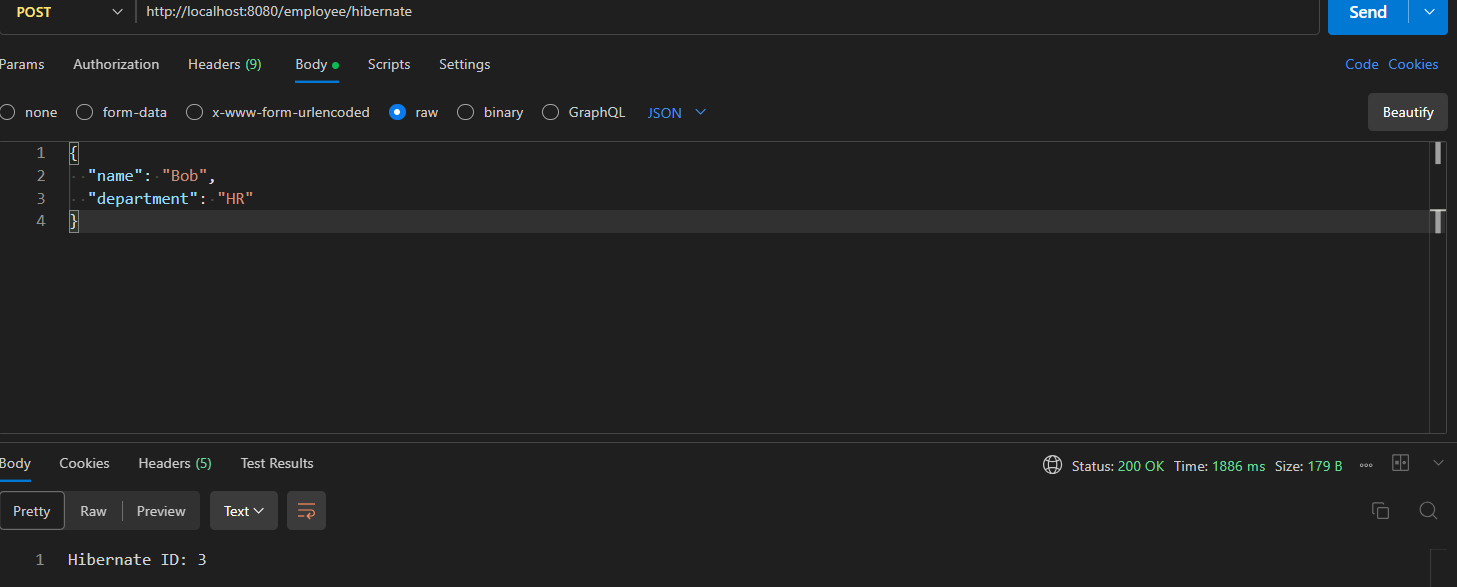 POST http://localhost:8080/employee/hibernate Send
Params Authorization Headers (9) Body Scripts Settings Code Cookies
none form-data x-www-form-urlencoded raw binary GraphQL JSON Beautify
1 {
2 "name": "Bob",
3 "department": "HR"
4 }
Body Cookies Headers (5) Test Results Status: 200 OK Time: 1886 ms Size: 179 B
Pretty Raw Preview Text
1 Hibernate ID: 3